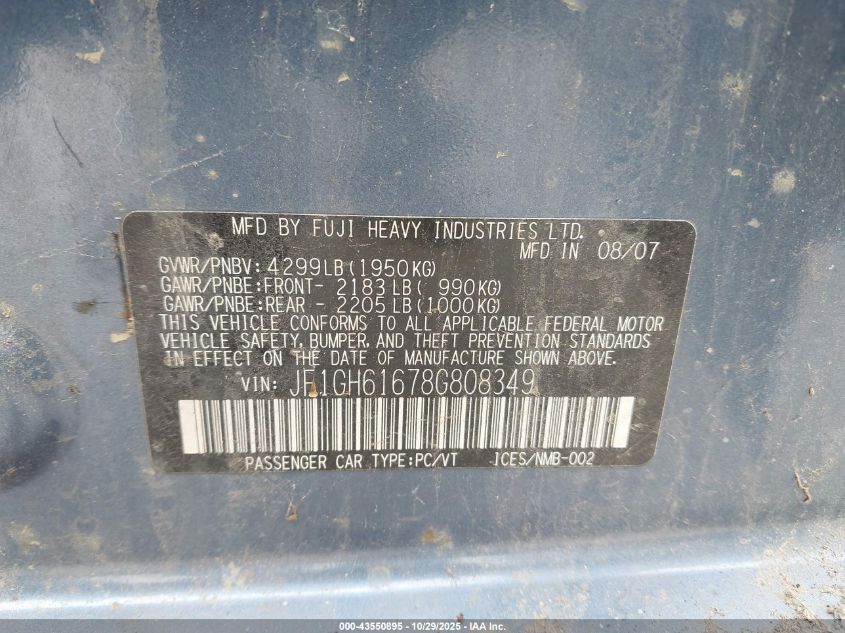 MFD BY FUJI HEAVY INDUSTRIES LTD.
MFD IN 08/07
GVWR/PNBV: 4299LB(1950KG)
GAWR/PNBE:FRONT- 2183LB( 990KG)
GAWR/PNBE:REAR - 2205LB(1000KG)
THIS VEHICLE CONFORMS TO ALL APPLICABLE FEDERAL MOTOR
VEHICLE SAFETY, BUMPER, AND THEFT PREVENTION STANDARDS
IN EFFECT ON THE DATE OF MANUFACTURE SHOWN ABOVE.
VIN: JF1GH61678G808349
PASSENGER CAR TYPE:PC/VT ICES/NMB-002
000-43550895 - 10/29/2025 - IAA Inc.